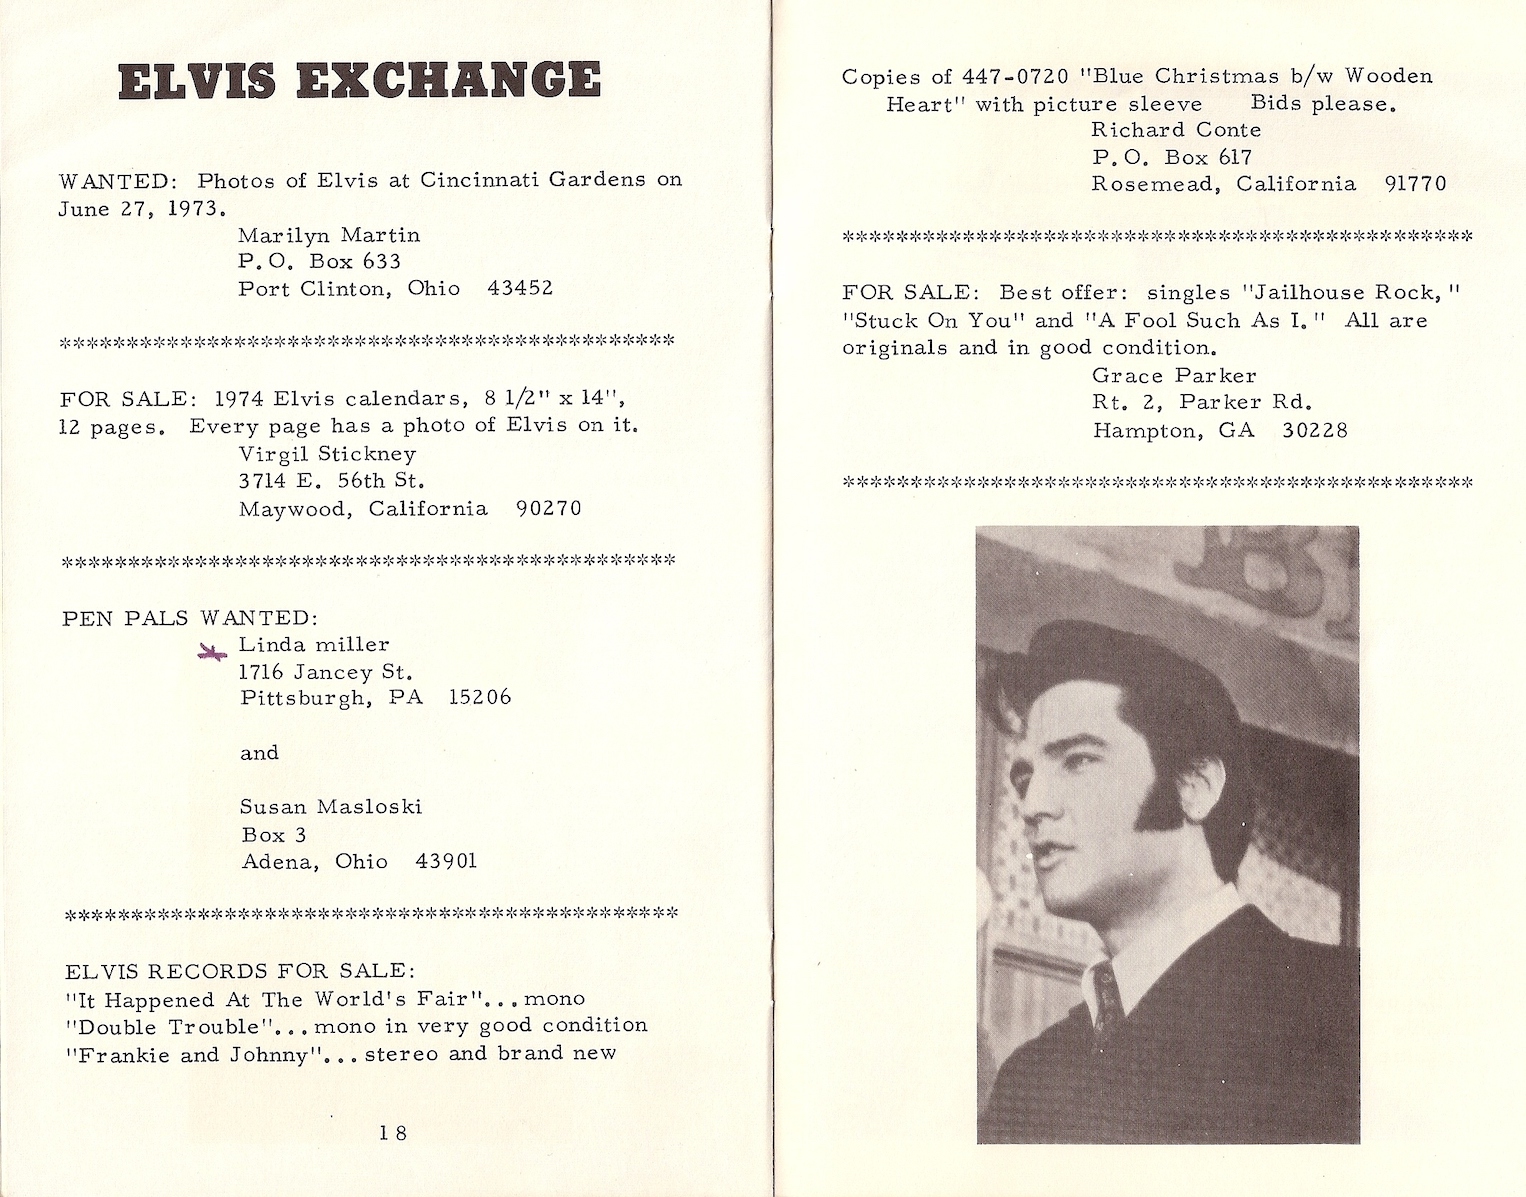 ELVIS EXCHANGE
WANTED: Photos of Elvis at Cincinnati Gardens on
June 27, 1973.
Marilyn Martin
P.O. Box 633
Port Clinton, Ohio 43452
**********************************************
FOR SALE: 1974 Elvis calendars, 8 1/2" x 14",
12 pages. Every page has a photo of Elvis on it.
Virgil Stickney
3714 E. 56th St.
Maywood, California 90270
**********************************************
PEN PALS WANTED:
Linda miller
1716 Jancey St.
Pittsburgh, PA 15206
and
Susan Masloski
Box 3
Adena, Ohio 43901
**********************************************
ELVIS RECORDS FOR SALE:
"It Happened At The World's Fair"...mono
"Double Trouble"...mono in very good condition
"Frankie and Johnny"...stereo and brand new
18
Copies of 447-0720 "Blue Christmas b/w Wooden
Heart" with picture sleeve Bids please.
Richard Conte
P.O. Box 617
Rosemead, California 91770
***********************************************
FOR SALE: Best offer: singles "Jailhouse Rock,"
"Stuck On You" and "A Fool Such As I." All are
originals and in good condition.
Grace Parker
Rt. 2, Parker Rd.
Hampton, GA 30228
***********************************************